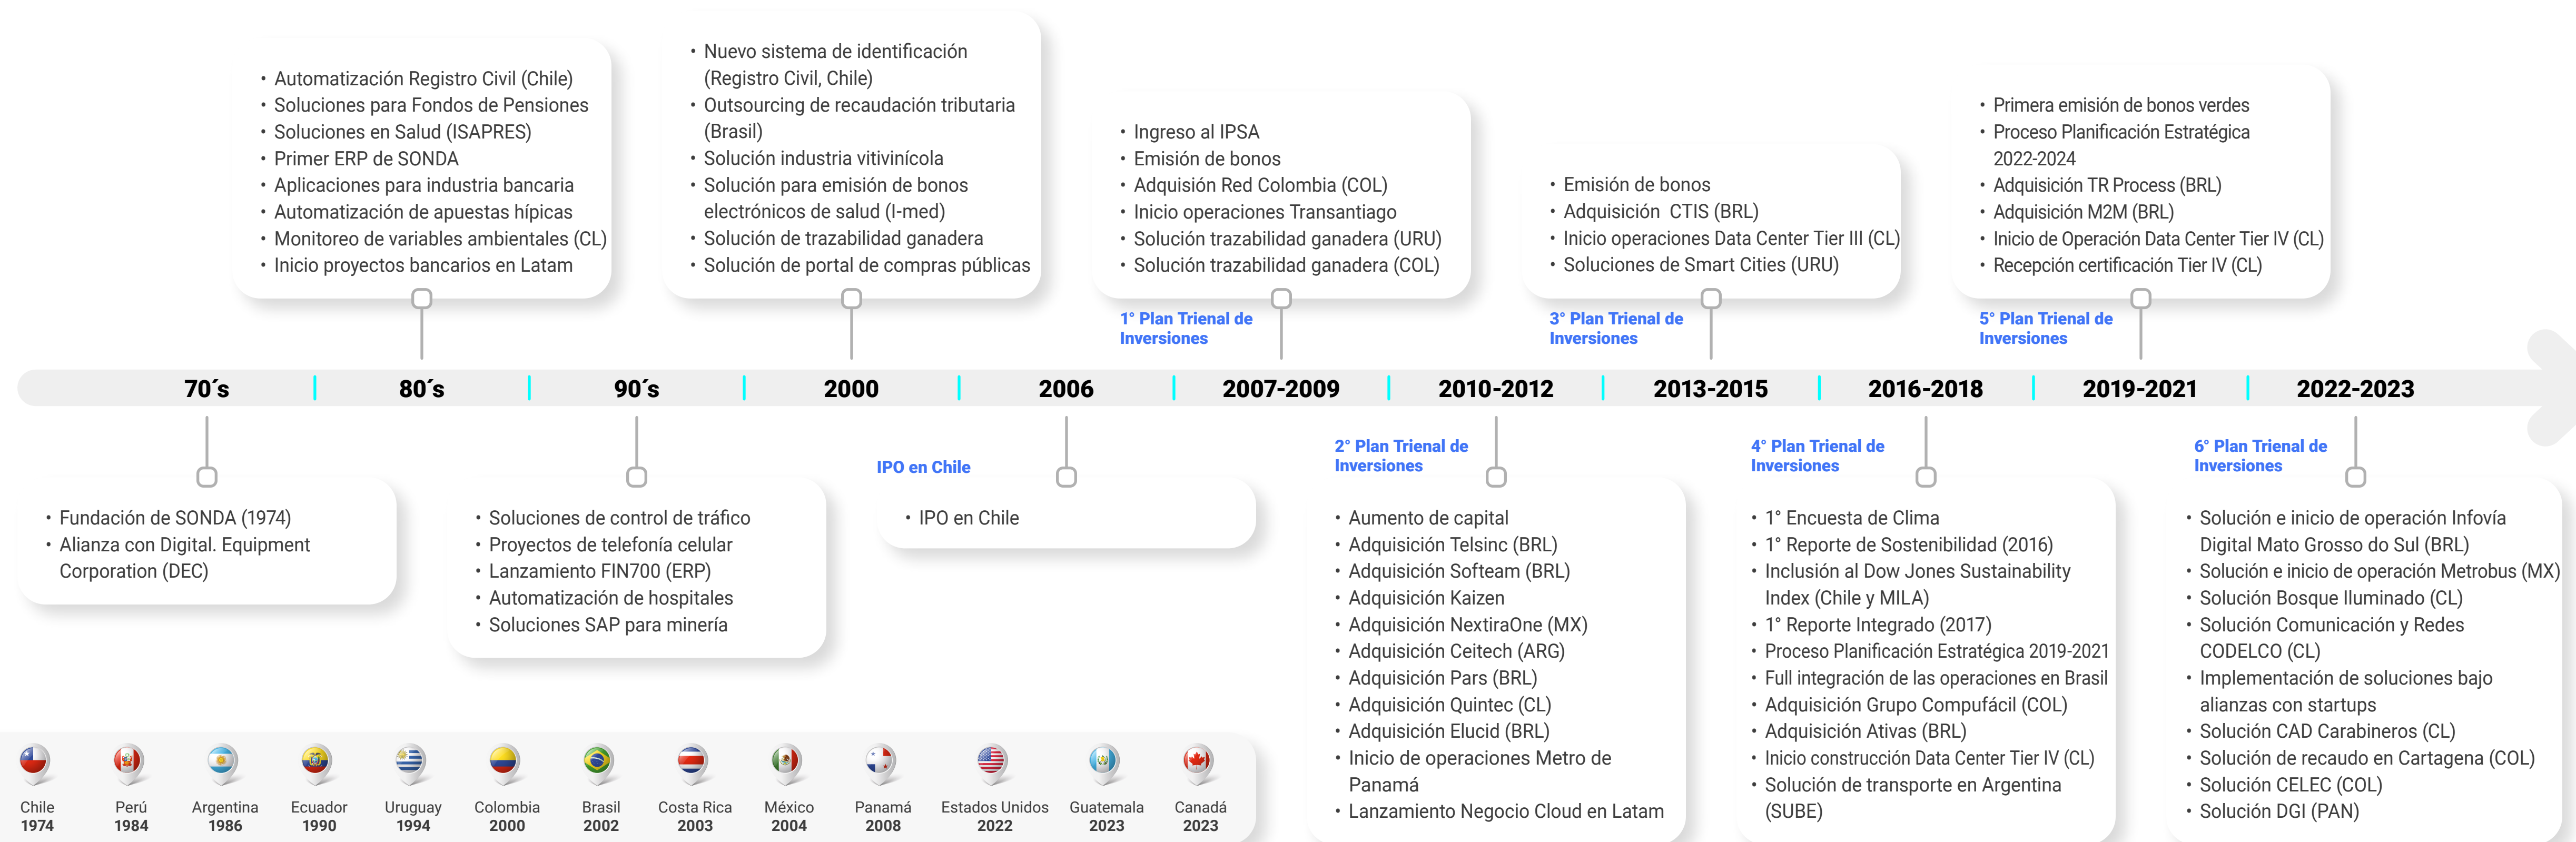 • Automatización Registro Civil (Chile)
• Soluciones para Fondos de Pensiones
• Soluciones en Salud (ISAPRES)
• Primer ERP de SONDA
• Aplicaciones para industria bancaria
• Automatización de apuestas hípicas
• Monitoreo de variables ambientales (CL)
• Inicio proyectos bancarios en Latam
• Nuevo sistema de identificación
(Registro Civil, Chile)
• Outsourcing de recaudación tributaria
(Brasil)
• Solución industria vitivinícola
• Solución para emisión de bonos
electrónicos de salud (I-med)
• Solución de trazabilidad ganadera
• Solución de portal de compras públicas
• Ingreso al IPSA
• Emisión de bonos
• Adquisión Red Colombia (COL)
• Inicio operaciones Transantiago
• Solución trazabilidad ganadera (URU)
• Solución trazabilidad ganadera (COL)
1° Plan Trienal de
Inversiones
• Emisión de bonos
• Adquisición CTIS (BRL)
• Inicio operaciones Data Center Tier III (CL)
• Soluciones de Smart Cities (URU)
3° Plan Trienal de
Inversiones
• Primera emisión de bonos verdes
• Proceso Planificación Estratégica
2022-2024
• Adquisición TR Process (BRL)
• Adquisición M2M (BRL)
• Inicio de Operación Data Center Tier IV (CL)
• Recepción certificación Tier IV (CL)
5° Plan Trienal de
Inversiones
70´s
80´s
90´s
2000
2006
2007-2009
2010-2012
2013-2015
2016-2018
2019-2021
2022-2023
• Fundación de SONDA (1974)
• Alianza con Digital. Equipment
Corporation (DEC)
• Soluciones de control de tráfico
• Proyectos de telefonía celular
• Lanzamiento FIN700 (ERP)
• Automatización de hospitales
• Soluciones SAP para minería
IPO en Chile
• IPO en Chile
2° Plan Trienal de
Inversiones
• Aumento de capital
• Adquisición Telsinc (BRL)
• Adquisición Softeam (BRL)
• Adquisición Kaizen
• Adquisición NextiraOne (MX)
• Adquisición Ceitech (ARG)
• Adquisición Pars (BRL)
• Adquisición Quintec (CL)
• Adquisición Elucid (BRL)
• Inicio de operaciones Metro de
Panamá
• Lanzamiento Negocio Cloud en Latam
4° Plan Trienal de
Inversiones
• 1° Encuesta de Clima
• 1° Reporte de Sostenibilidad (2016)
• Inclusión al Dow Jones Sustainability
Index (Chile y MILA)
• 1° Reporte Integrado (2017)
• Proceso Planificación Estratégica 2019-2021
• Full integración de las operaciones en Brasil
• Adquisición Grupo Compufácil (COL)
• Adquisición Ativas (BRL)
• Inicio construcción Data Center Tier IV (CL)
• Solución de transporte en Argentina
(SUBE)
6° Plan Trienal de
Inversiones
• Solución e inicio de operación Infovía
Digital Mato Grosso do Sul (BRL)
• Solución e inicio de operación Metrobus (MX)
• Solución Bosque Iluminado (CL)
• Solución Comunicación y Redes
CODELCO (CL)
• Implementación de soluciones bajo
alianzas con startups
• Solución CAD Carabineros (CL)
• Solución de recaudo en Cartagena (COL)
• Solución CELEC (COL)
• Solución DGI (PAN)
Chile
1974
Perú
1984
Argentina
1986
Ecuador
1990
Uruguay
1994
Colombia
2000
Brasil
2002
Costa Rica
2003
México
2004
Panamá
2008
Estados Unidos
2022
Guatemala
2023
Canadá
2023